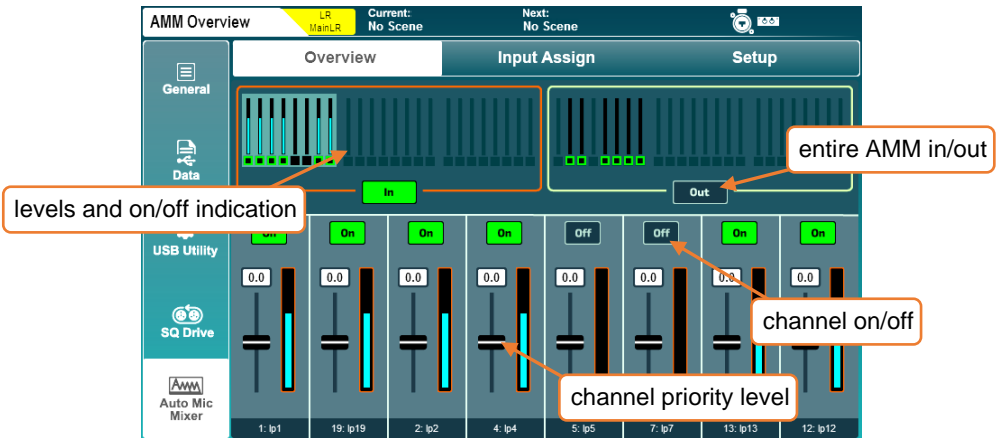 AMM Overview
LR
MainLR
Current:
No Scene
Next:
No Scene
Overview
Input Assign
Setup
General
Data
USB Utility
SQ Drive
Auto Mic
Mixer
entire AMM in/out
In
Out
levels and on/off indication
On
On
On
On
Off
Off
On
On
0.0
0.0
0.0
0.0
0.0
0.0
0.0
0.0
channel on/off
channel priority level
1: Ip1
19: Ip19
2: Ip2
4: Ip4
5: Ip5
7: Ip7
13: Ip13
12: Ip12